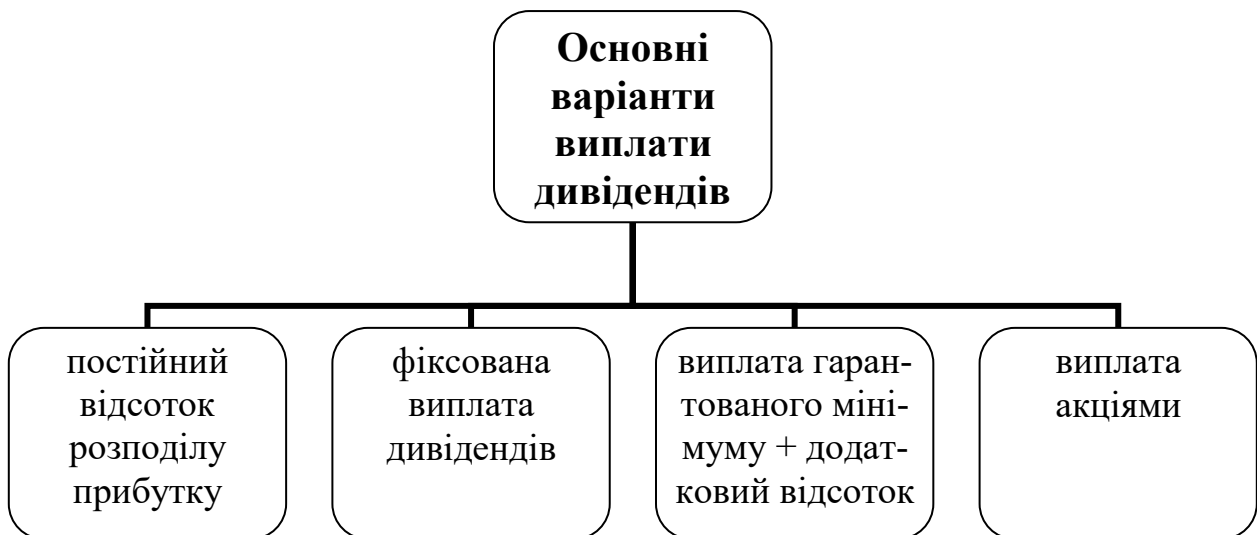 Основні
варіанти
виплати
дивідендів
постійний
відсоток
розподілу
прибутку
фіксована
виплата
дивідендів
виплата гаран-
тованого міні-
муму + додат-
ковий відсоток
виплата
акціями